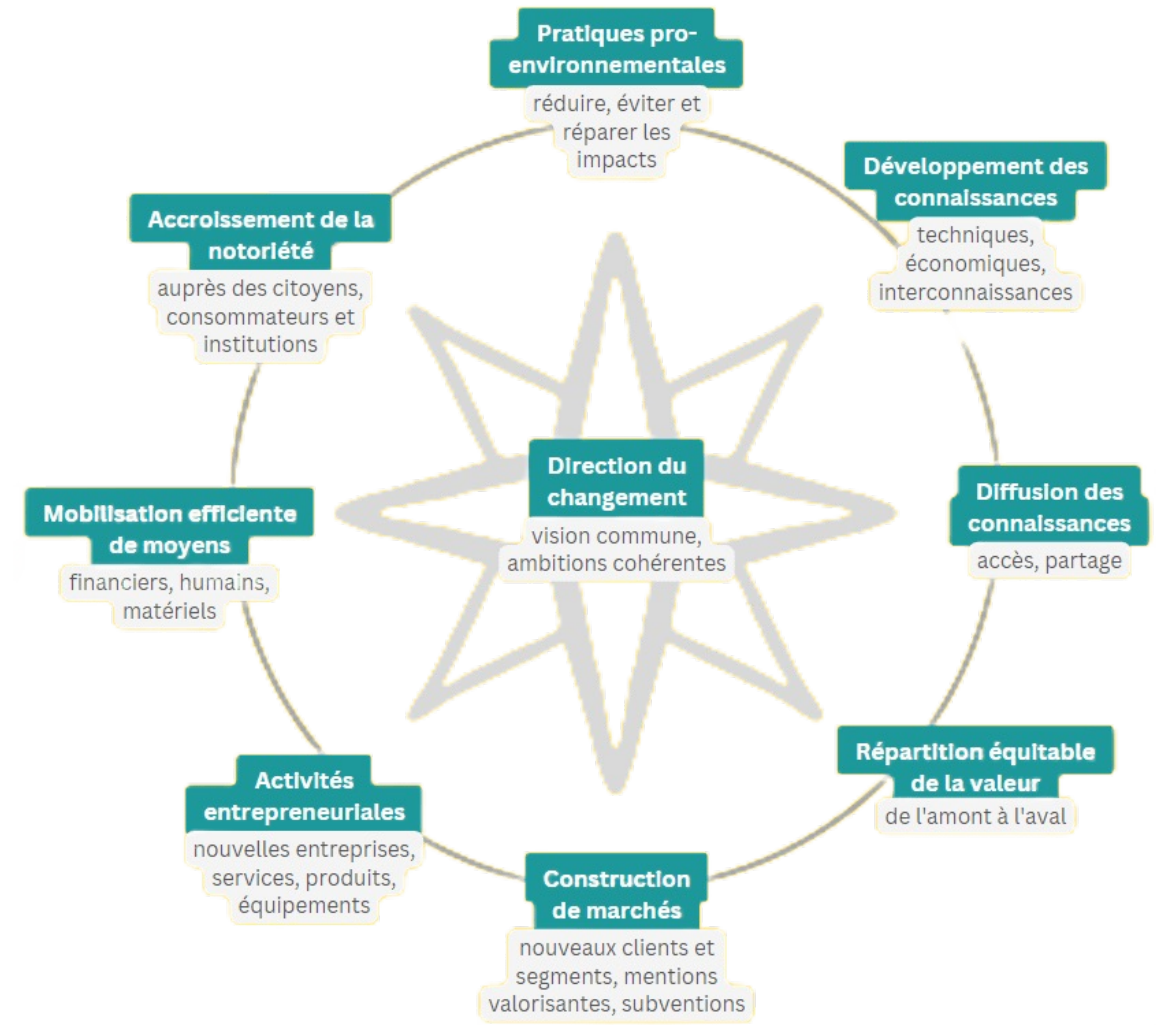 Pratiques pro-
environnementales
réduire, éviter et
réparer les
impacts
Développement des
connaissances
techniques,
économiques,
interconnaissances
Accroissement de la
notoriété
auprès des citoyens,
consommateurs et
institutions
Direction du
changement
vision commune,
ambitions cohérentes
Diffusion des
connaissances
accès, partage
Mobilisation efficiente
de moyens
financiers, humains,
matériels
Répartition équitable
de la valeur
de l'amont à l'aval
Activités
entrepreneuriales
nouvelles entreprises,
services, produits,
équipements
Construction
de marchés
nouveaux clients et
segments, mentions
valorisantes, subventions